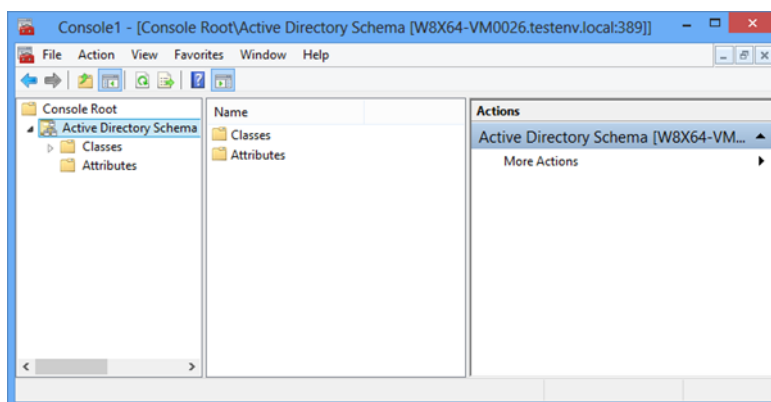 Console1 - [Console Root\Active Directory Schema [W8X64-VM0026.testenv.local:389]]
File Action View Favorites Window Help
Console Root
Active Directory Schema
Classes
Attributes
Name
Classes
Attributes
Actions
Active Directory Schema [W8X64-VM...
More Actions